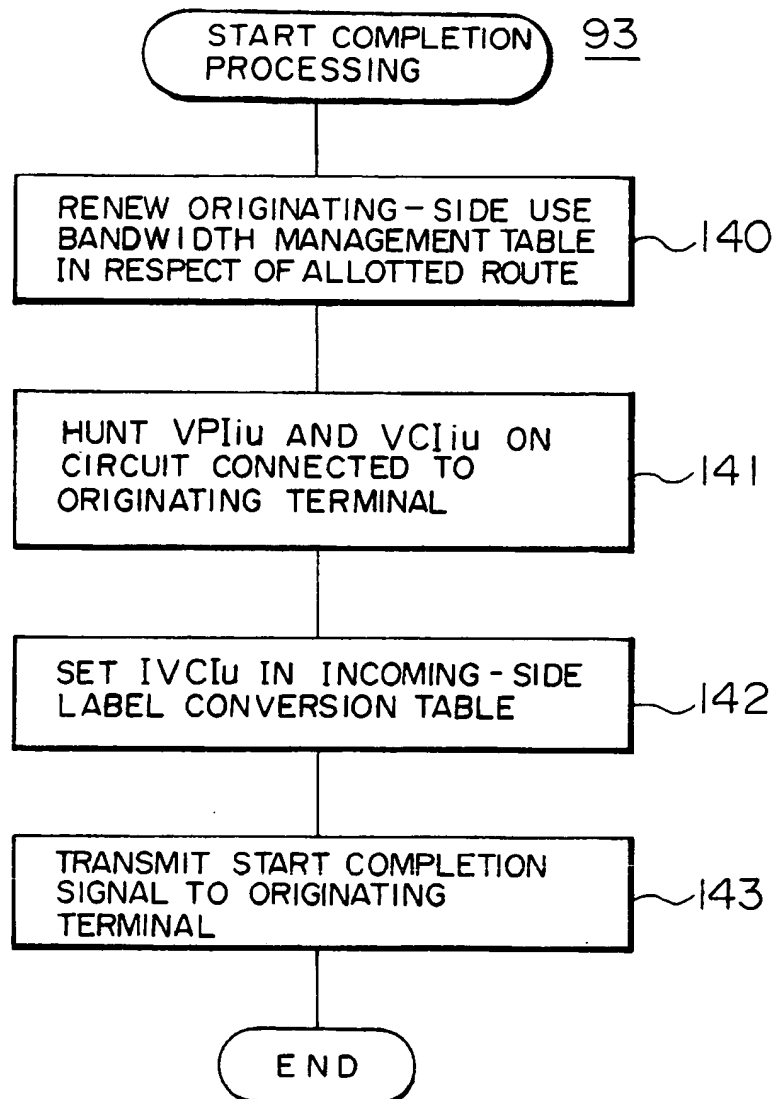 START COMPLETION
PROCESSING
93
RENEW ORIGINATING-SIDE USE
BANDWIDTH MANAGEMENT TABLE
IN RESPECT OF ALLOTTED ROUTE
140
HUNT VPIiu AND VCIiu ON
CIRCUIT CONNECTED TO
ORIGINATING TERMINAL
141
SET IVCIu IN INCOMING-SIDE
LABEL CONVERSION TABLE
142
TRANSMIT START COMPLETION
SIGNAL TO ORIGINATING
TERMINAL
143
END